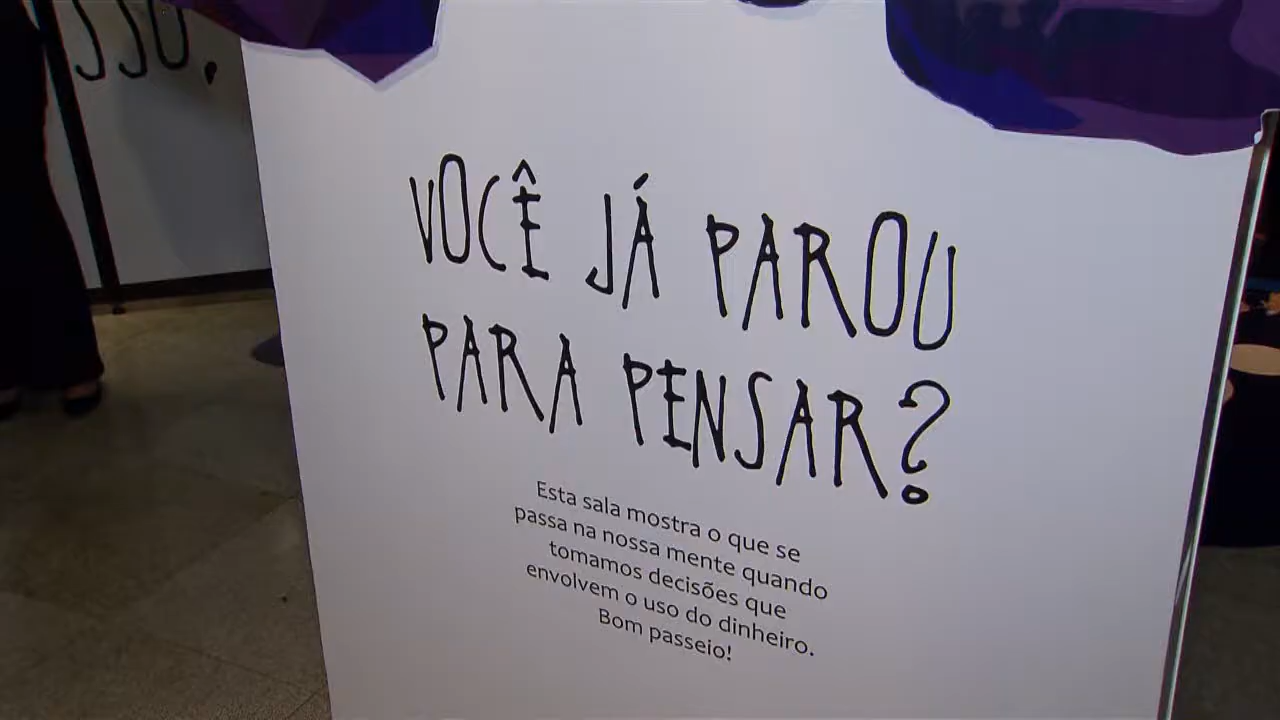 VOCÊ JÁ PAROU
PARA PENSAR?
Esta sala mostra o que se
passa na nossa mente quando
tomamos decisões que
envolvem o uso do dinheiro.
Bom passeio!